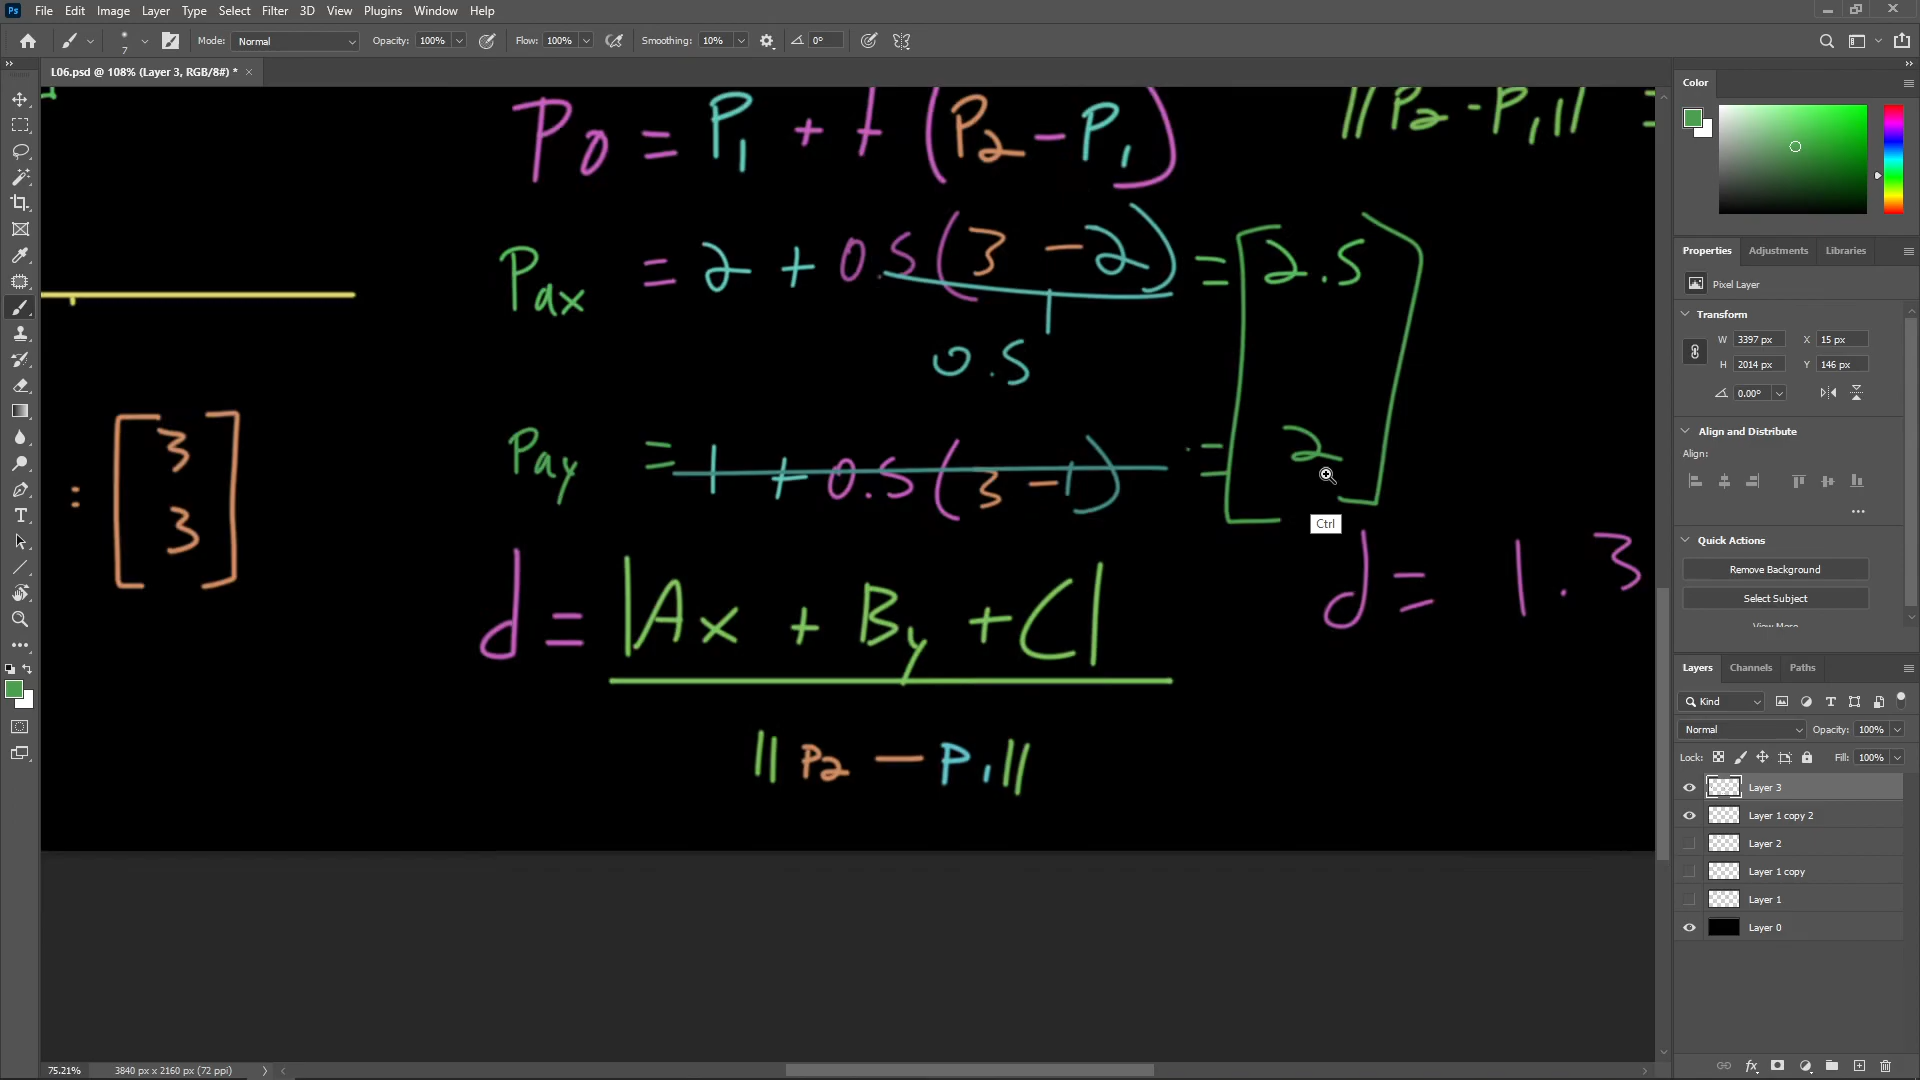 Ps File Edit Image Layer Type Select Filter 3D View Plugins Window Help
7 Mode: Normal Opacity: 100% Flow: 100% Smoothing: 10% 0°
L06.psd @ 108% (Layer 3, RGB/8#) * ×
P0 = P1 + t (P2 - P1)
||P2 - P1|| =
Pax = 2 + 0.5(3 - 2) = [2.5
0.5
Pay = 1 + 0.5(3 - 1) = 2]
: [3
3]
Ctrl
d = |Ax + By + C|
d = 1.3
||P2 - P1||
75.21% 3840 px x 2160 px (72 ppi)
Color
Properties Adjustments Libraries
Pixel Layer
Transform
W 3397 px X 15 px
H 2014 px Y 146 px
0.00°
Align and Distribute
Align:
Quick Actions
Remove Background
Select Subject
View More
Layers Channels Paths
Kind
Normal Opacity: 100%
Lock: Fill: 100%
Layer 3
Layer 1 copy 2
Layer 2
Layer 1 copy
Layer 1
Layer 0